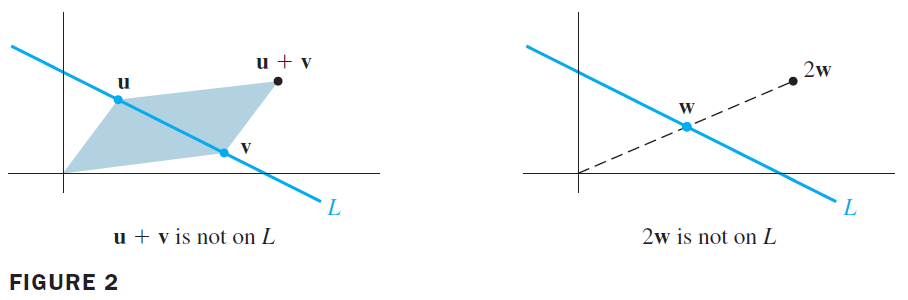 u + v
u
v
L
u + v is not on L
2w
w
L
2w is not on L
FIGURE 2